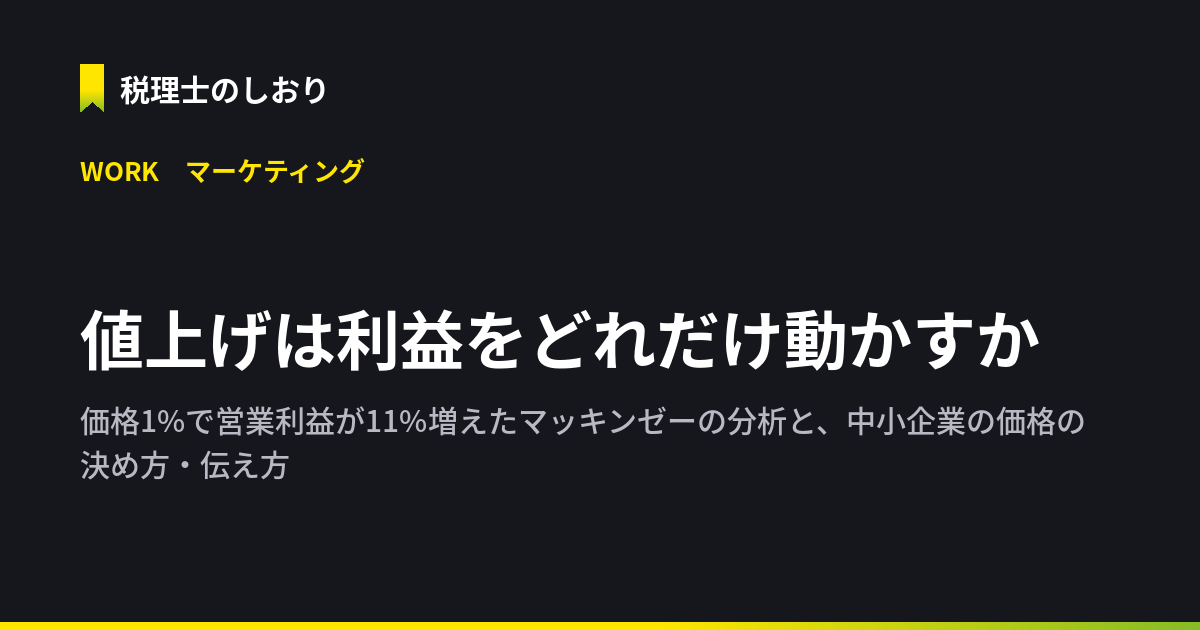 税理士のしおり
WORK　マーケティング
値上げは利益をどれだけ動かすか
価格1%で営業利益が11%増えたマッキンゼーの分析と、中小企業の価格の
決め方・伝え方